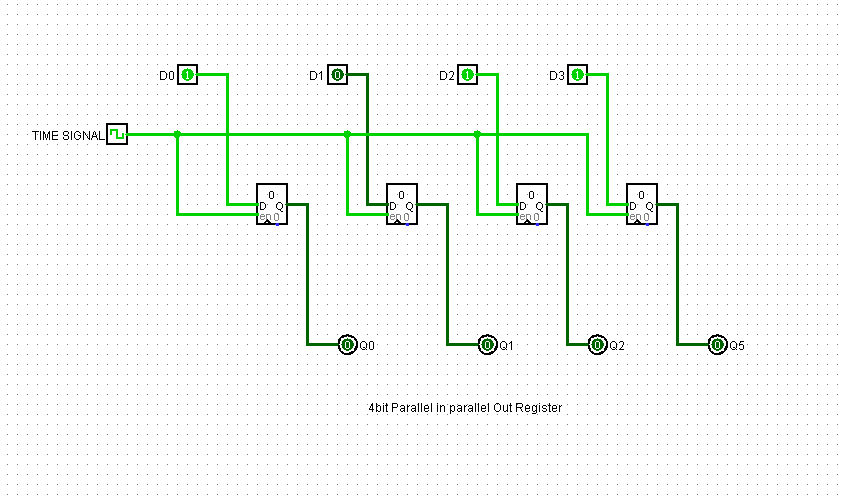 D0 1 D1 0 D2 1 D3 1
TIME SIGNAL
0 0 0 0
D Q D Q D Q D Q
en 0 en 0 en 0 en 0
0 Q0 0 Q1 0 Q2 0 Q5
4bit Parallel in parallel Out Register